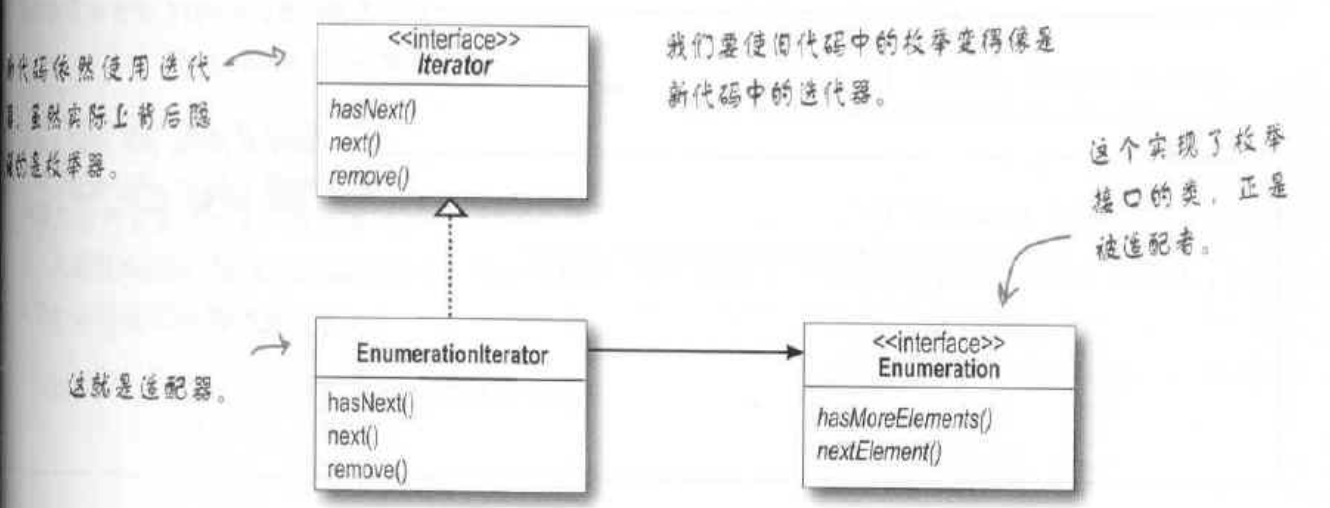 <<interface>>
Iterator
hasNext()
next()
remove()
代码依然使用迭代
虽然实际上背后隐
的是枚举器。
我们要使旧代码中的枚举变得像是
新代码中的迭代器。
这个实现了枚举
接口的类，正是
被适配者。
这就是适配器。
EnumerationIterator
hasNext()
next()
remove()
<<interface>>
Enumeration
hasMoreElements()
nextElement()